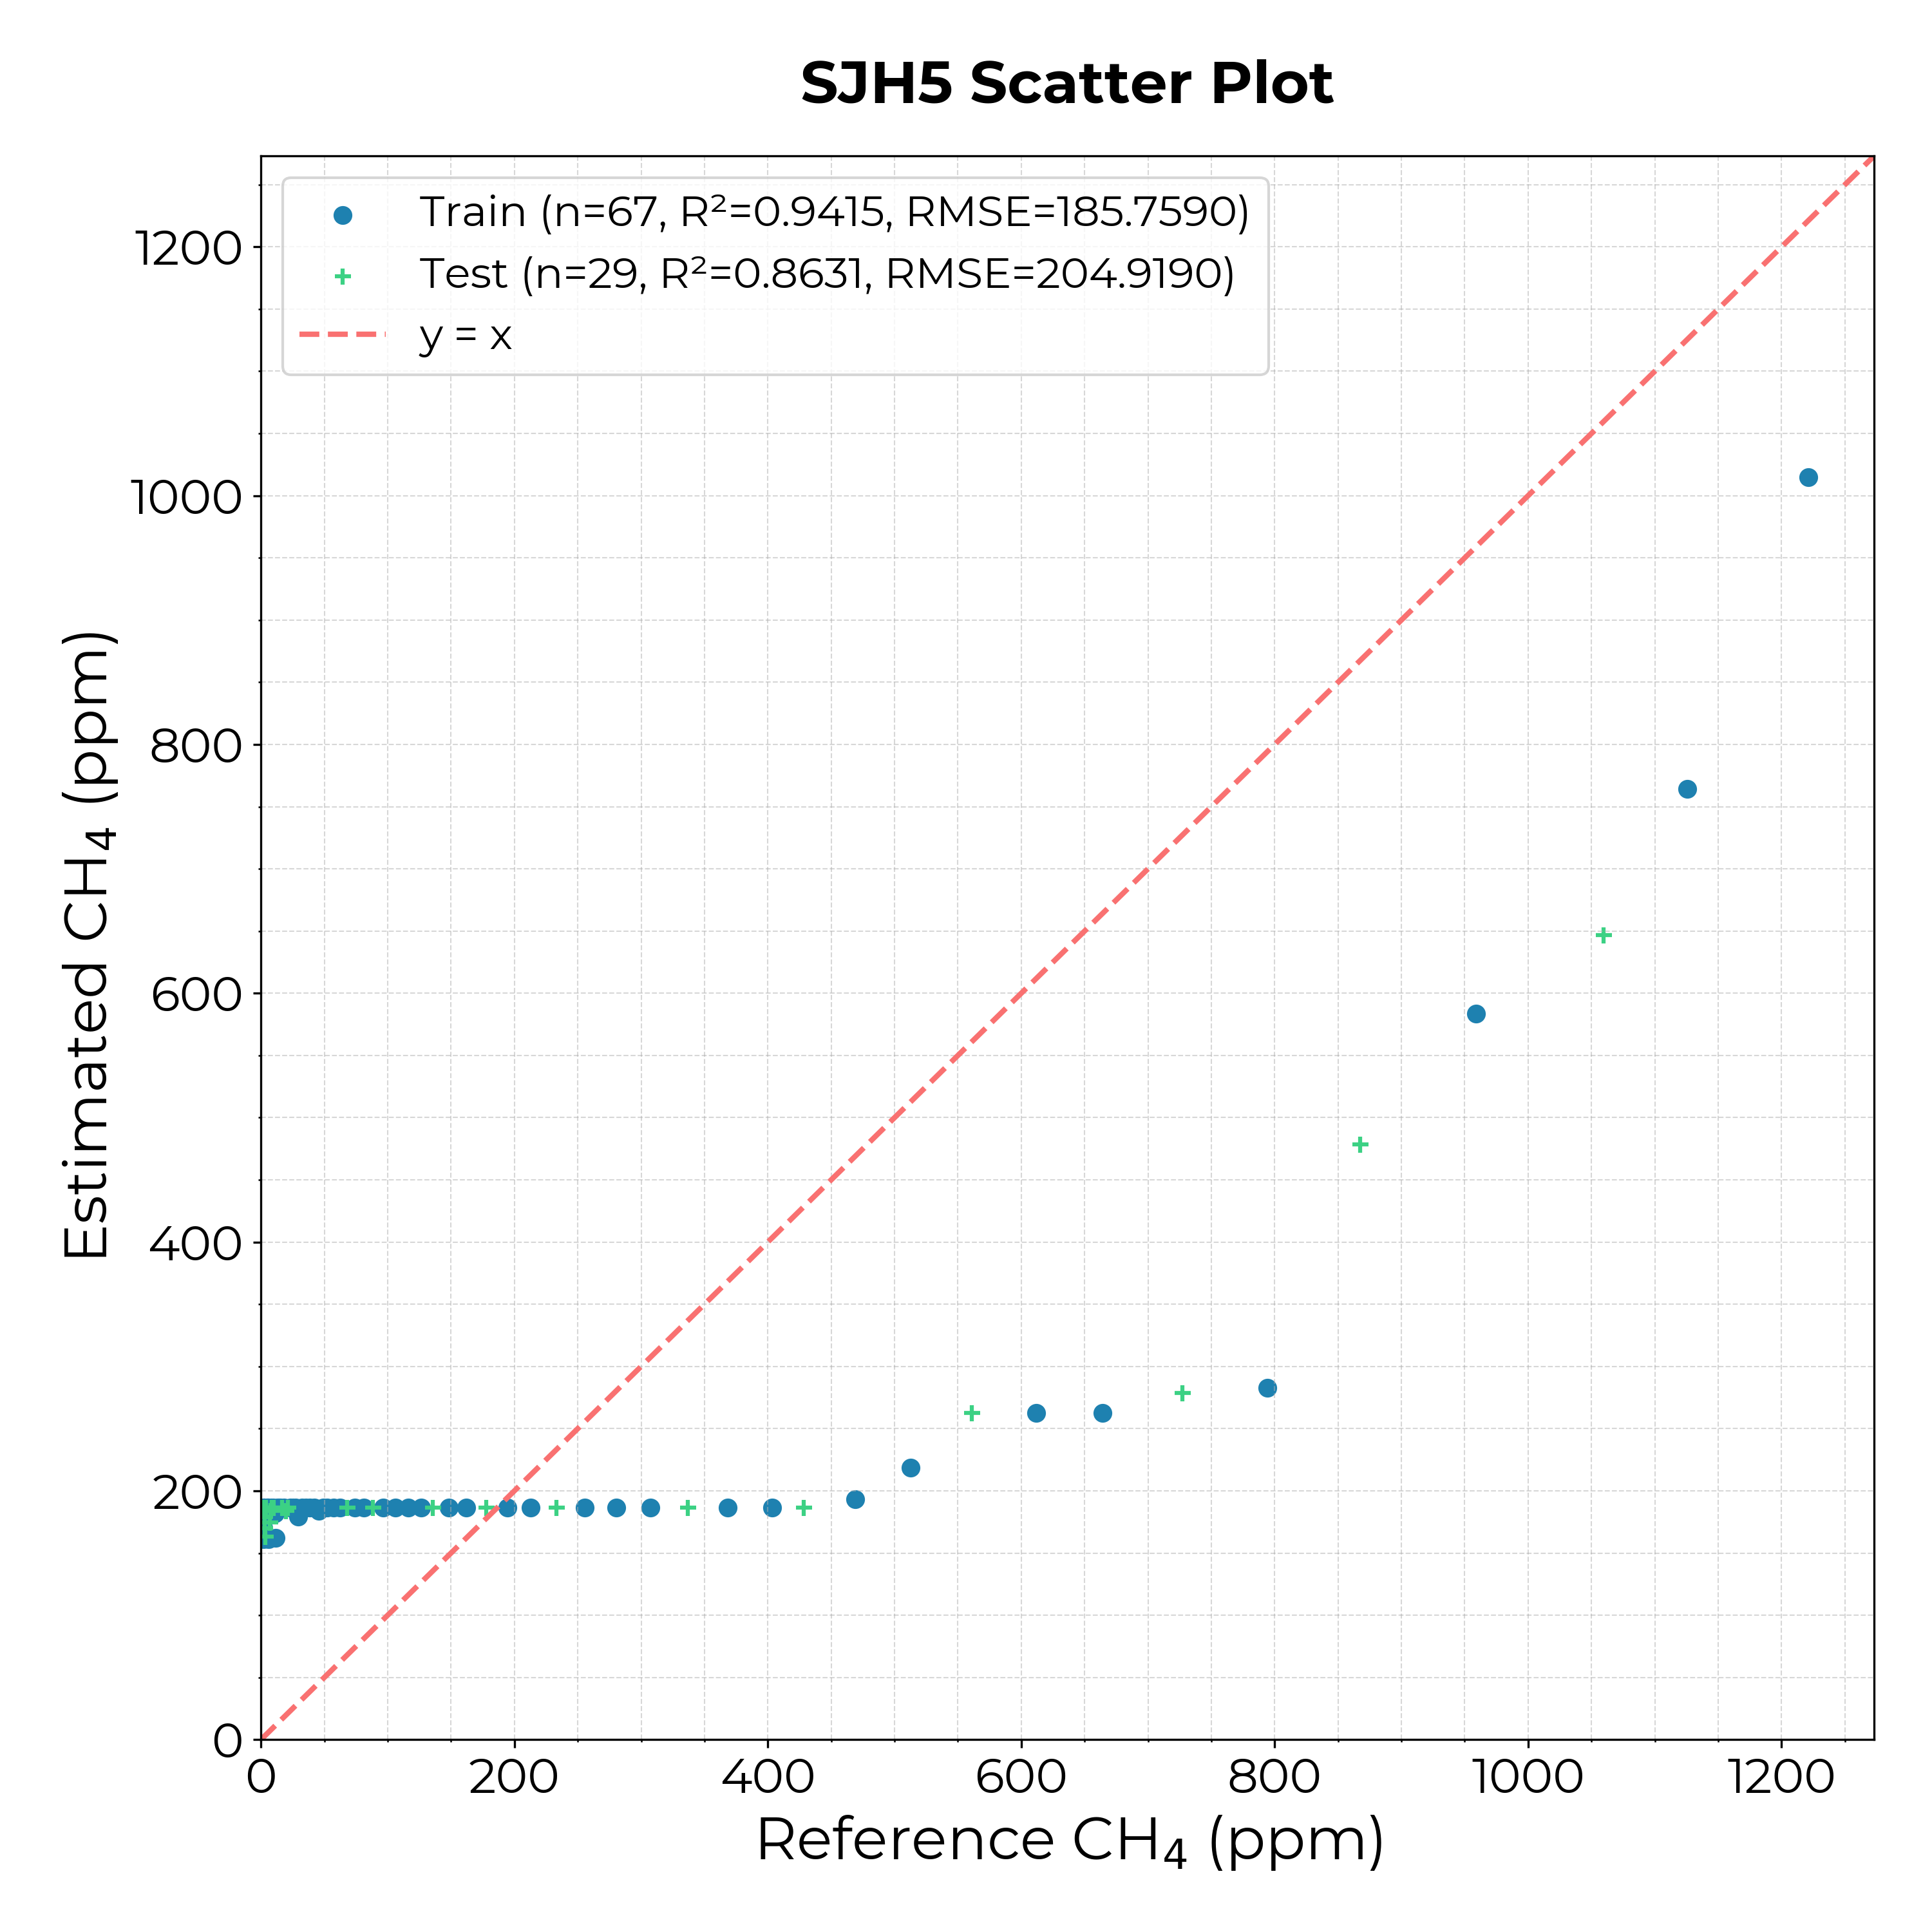 SJH5 Scatter Plot
Train (n=67, R²=0.9415, RMSE=185.7590)
Test (n=29, R²=0.8631, RMSE=204.9190)
y = x
1200
1000
800
600
400
200
0
Estimated CH₄ (ppm)
0 200 400 600 800 1000 1200
Reference CH₄ (ppm)